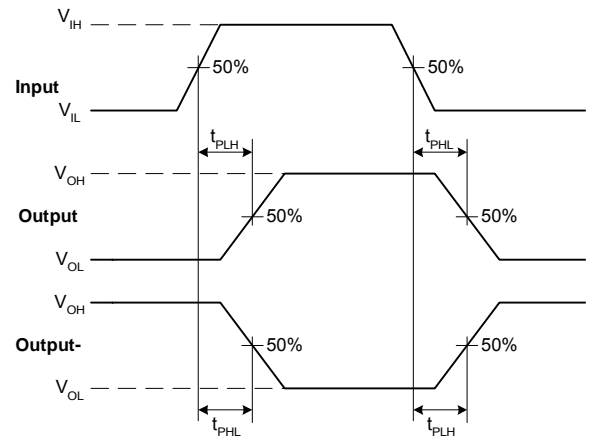 V_IH
50%
50%
Input
V_IL
t_PLH
t_PHL
V_OH
Output
50%
50%
V_OL
V_OH
Output-
50%
50%
V_OL
t_PHL
t_PLH